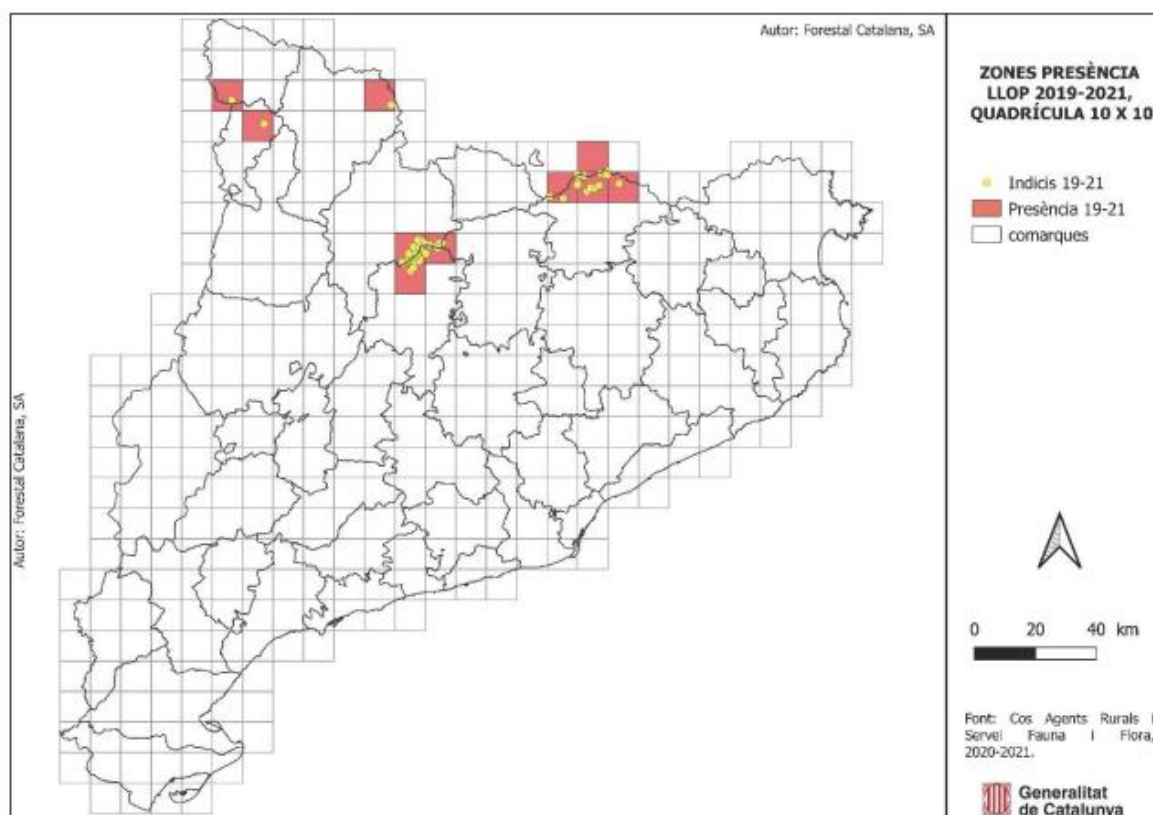 Autor: Forestal Catalana, SA
Autor: Forestal Catalana, SA
ZONES PRESÈNCIA
LLOP 2019-2021,
QUADRÍCULA 10 X 10
Indicis 19-21
Presència 19-21
comarques
0 20 40 km
Font: Cos Agents Rurals i
Servei Fauna i Flora,
2020-2021.
Generalitat
de Catalunya